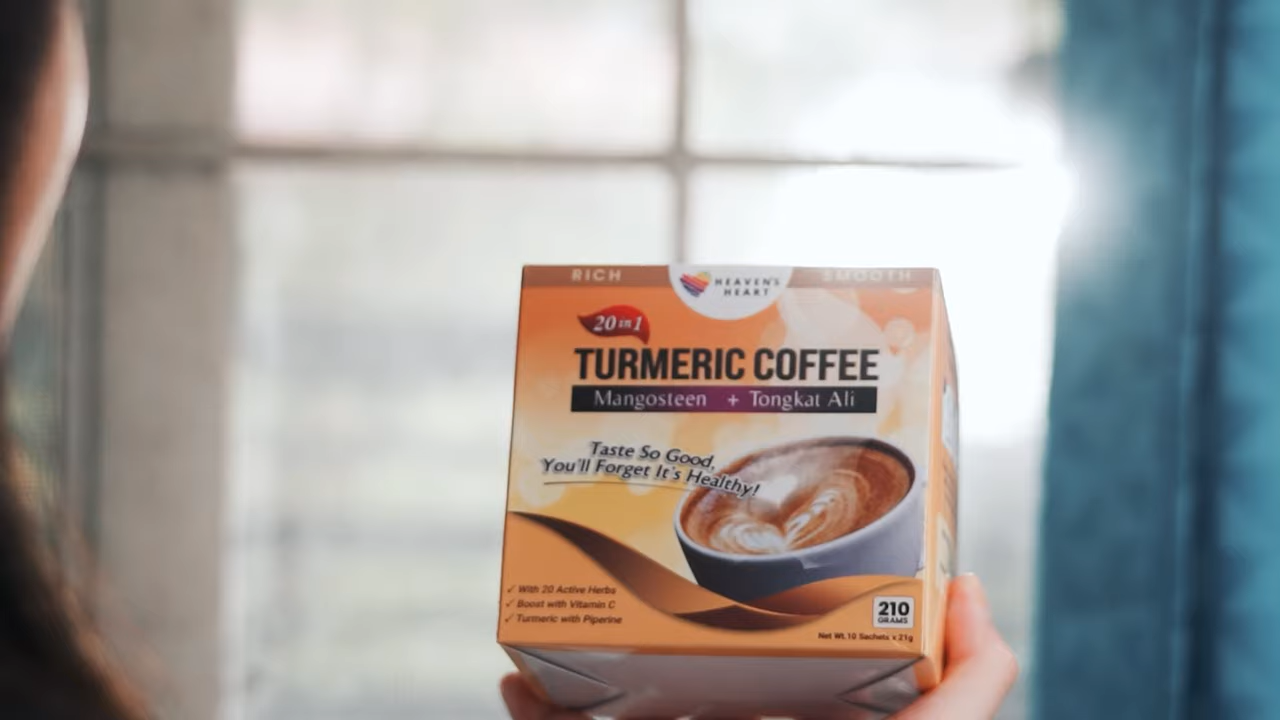 RICH
HEAVEN'S
HEART
SMOOTH
20 in 1
TURMERIC COFFEE
Mangosteen + Tongkat Ali
Taste So Good,
You'll Forget It's Healthy!
✓ With 20 Active Herbs
✓ Boost with Vitamin C
✓ Turmeric with Piperine
210
GRAMS
Net Wt.10 Sachets x 21g